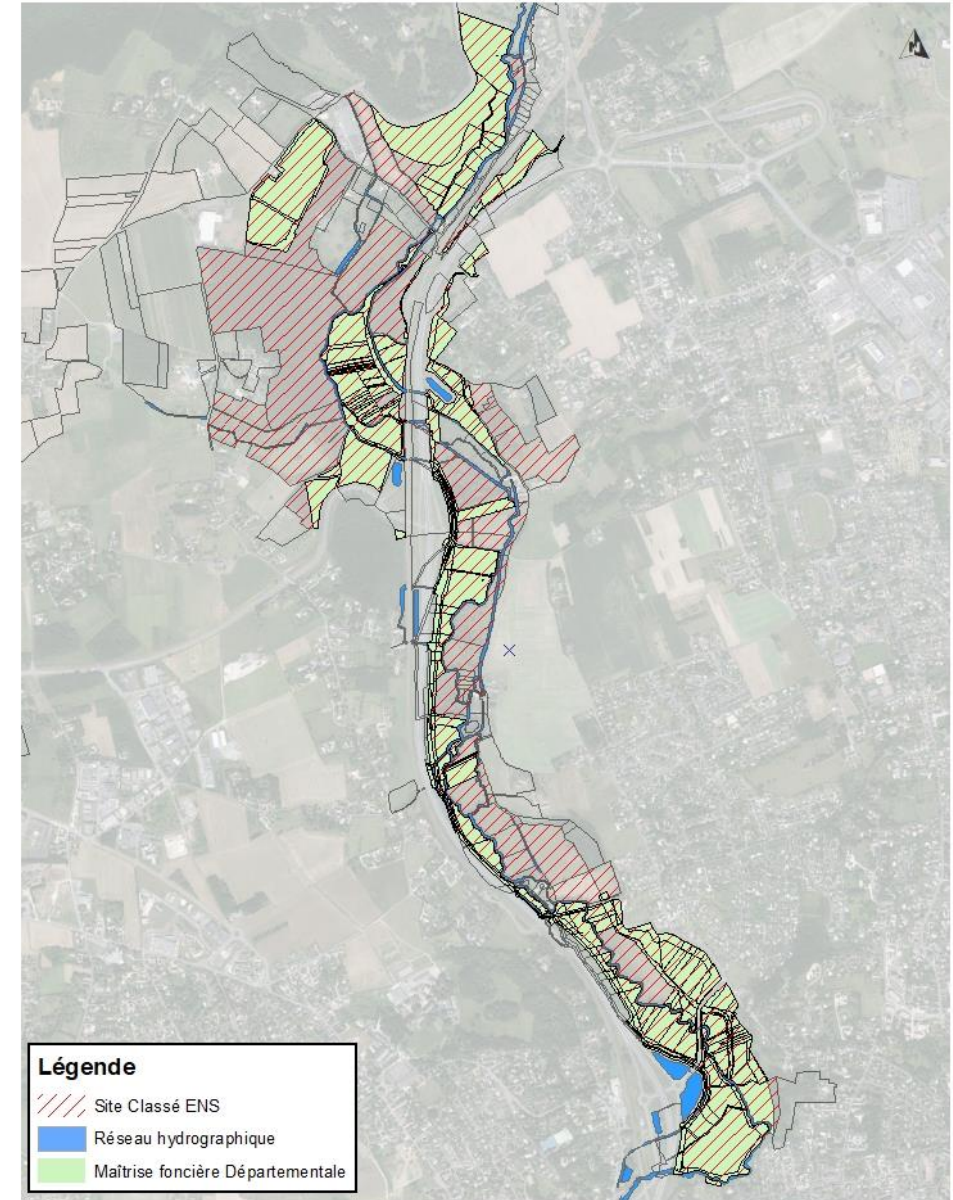 Légende
Site Classé ENS
Réseau hydrographique
Maîtrise foncière Départementale